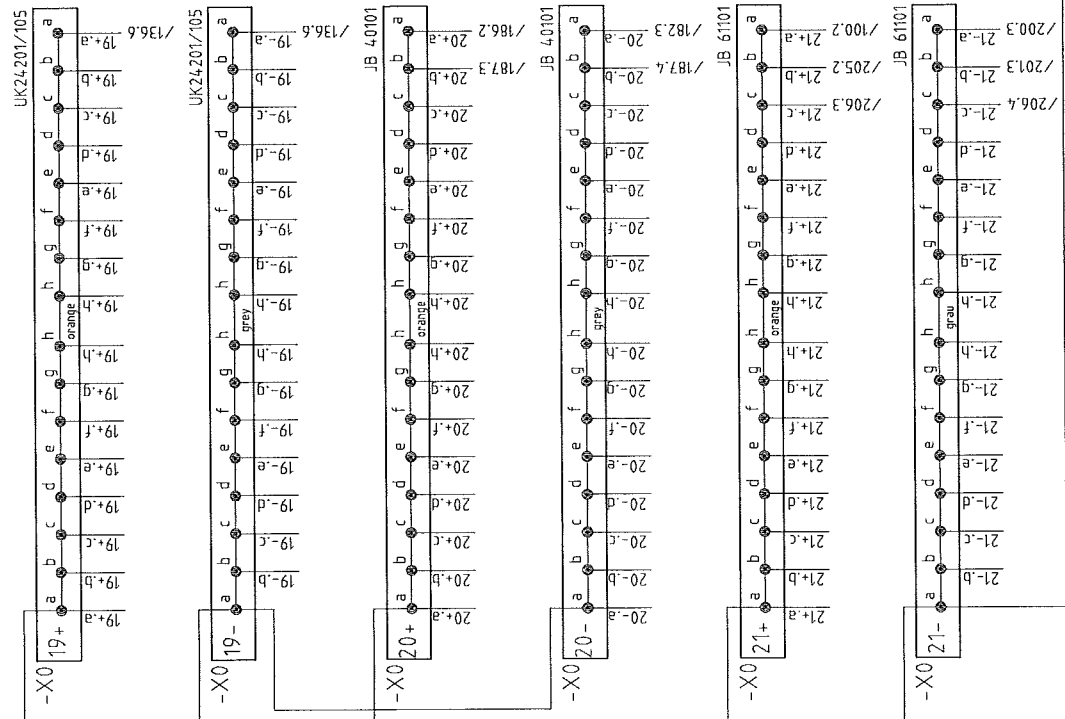 UK24201/105
-X0
19+
a b c d e f g h h g f e d c b a
orange
19+.a /136.6
19+.b
19+.c
19+.d
19+.e
19+.f
19+.g
19+.h
19+.h
19+.g
19+.f
19+.e
19+.d
19+.c
19+.b
19+.a
UK24201/105
-X0
19-
a b c d e f g h h g f e d c b a
grey
19-.a /136.6
19-.b
19-.c
19-.d
19-.e
19-.f
19-.g
19-.h
19-.h
19-.g
19-.f
19-.e
19-.d
19-.c
19-.b
JB 40101
-X0
20+
a b c d e f g h h g f e d c b a
orange
20+.a /186.2
20+.b /187.3
20+.c
20+.d
20+.e
20+.f
20+.g
20+.h
20+.h
20+.g
20+.f
20+.e
20+.d
20+.c
20+.b
20+.a
JB 40101
-X0
20-
a b c d e f g h h g f e d c b a
grey
20-.a /182.3
20-.b /187.4
20-.c
20-.d
20-.e
20-.f
20-.g
20-.h
20-.h
20-.g
20-.f
20-.e
20-.d
20-.c
20-.b
20-.a
JB 61101
-X0
21+
a b c d e f g h h g f e d c b a
orange
21+.a /100.2
21+.b /205.2
21+.c /206.3
21+.d
21+.e
21+.f
21+.g
21+.h
21+.h
21+.g
21+.f
21+.e
21+.d
21+.c
21+.b
21+.a
JB 61101
-X0
21-
a b c d e f g h h g f e d c b a
grau
21-.a /200.3
21-.b /201.3
21-.c /206.4
21-.d
21-.e
21-.f
21-.g
21-.h
21-.h
21-.g
21-.f
21-.e
21-.d
21-.c
21-.b